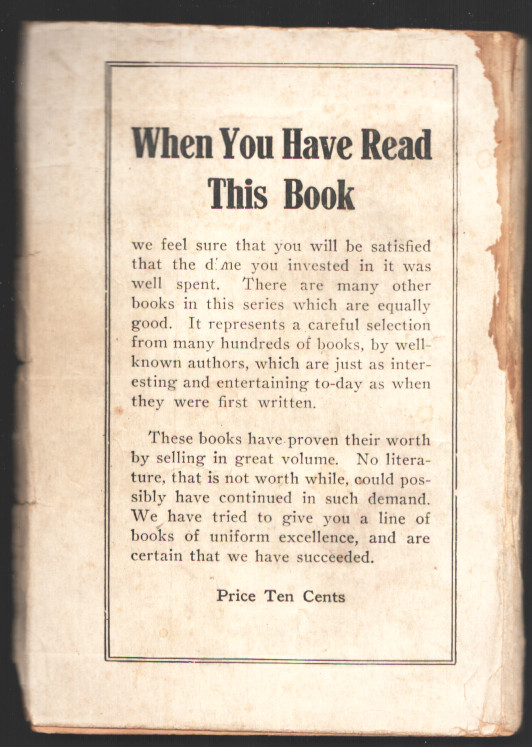 When You Have Read
This Book
we feel sure that you will be satisfied
that the dime you invested in it was
well spent. There are many other
books in this series which are equally
good. It represents a careful selection
from many hundreds of books, by well-
known authors, which are just as inter-
esting and entertaining to-day as when
they were first written.
These books have proven their worth
by selling in great volume. No litera-
ture, that is not worth while, could pos-
sibly have continued in such demand.
We have tried to give you a line of
books of uniform excellence, and are
certain that we have succeeded.
Price Ten Cents